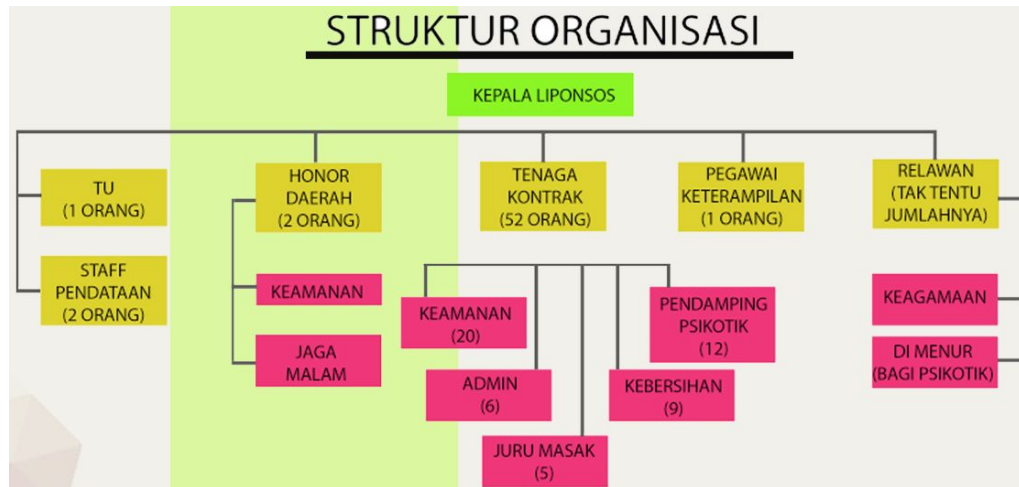 STRUKTUR ORGANISASI
KEPALA LIPONSOS
TU
(1 ORANG)
STAFF
PENDATAAN
(2 ORANG)
HONOR
DAERAH
(2 ORANG)
KEAMANAN
JAGA
MALAM
TENAGA
KONTRAK
(52 ORANG)
KEAMANAN
(20)
ADMIN
(6)
JURU MASAK
(5)
KEBERSIHAN
(9)
PENDAMPING
PSIKOTIK
(12)
PEGAWAI
KETERAMPILAN
(1 ORANG)
RELAWAN
(TAK TENTU
JUMLAHNYA)
KEAGAMAAN
DI MENUR
(BAGI PSIKOTIK)